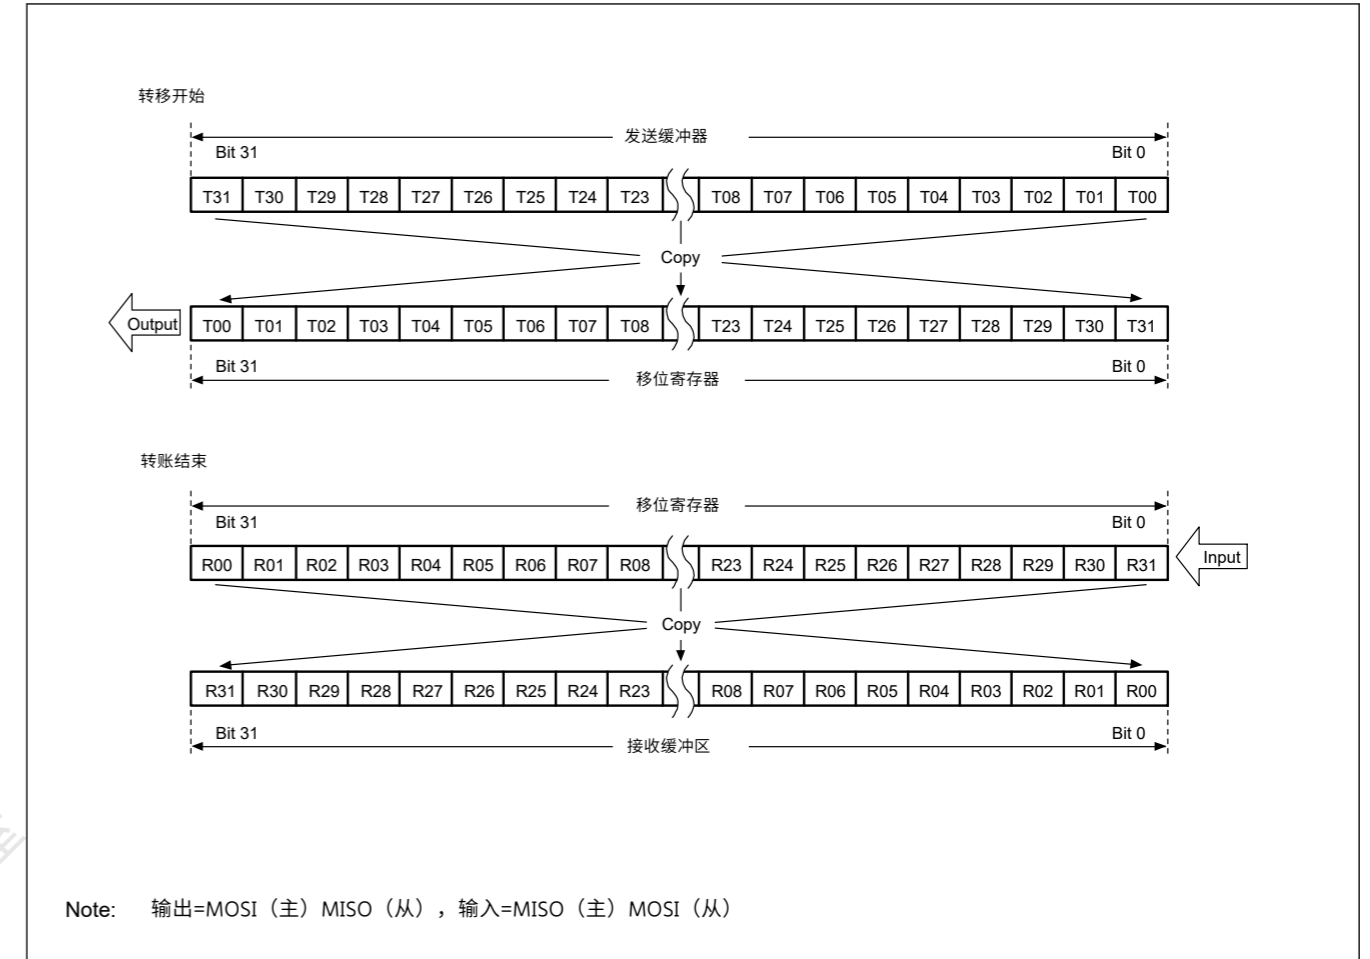 转移开始
发送缓冲器
Bit 31 Bit 0
T31 T30 T29 T28 T27 T26 T25 T24 T23 T08 T07 T06 T05 T04 T03 T02 T01 T00
Copy
Output T00 T01 T02 T03 T04 T05 T06 T07 T08 T23 T24 T25 T26 T27 T28 T29 T30 T31
Bit 31 Bit 0
移位寄存器
转账结束
移位寄存器
Bit 31 Bit 0
R00 R01 R02 R03 R04 R05 R06 R07 R08 R23 R24 R25 R26 R27 R28 R29 R30 R31 Input
Copy
R31 R30 R29 R28 R27 R26 R25 R24 R23 R08 R07 R06 R05 R04 R03 R02 R01 R00
Bit 31 Bit 0
接收缓冲区
Note: 输出=MOSI（主）MISO（从），输入=MISO（主）MOSI（从）